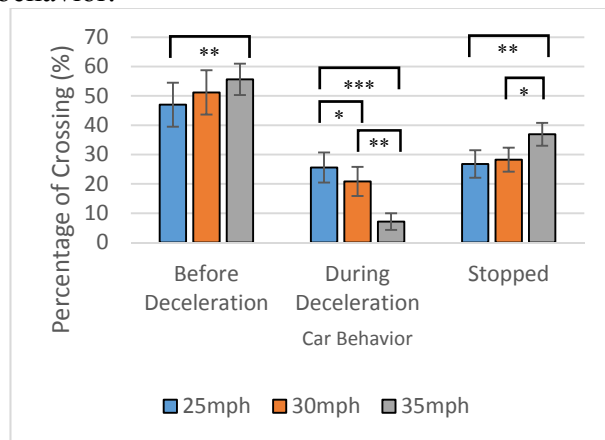 behavior.
70
60
50
40
30
20
10
0
Percentage of Crossing (%)
**
***
*
**
**
*
Before
Deceleration
During
Deceleration
Stopped
Car Behavior
25mph 30mph 35mph